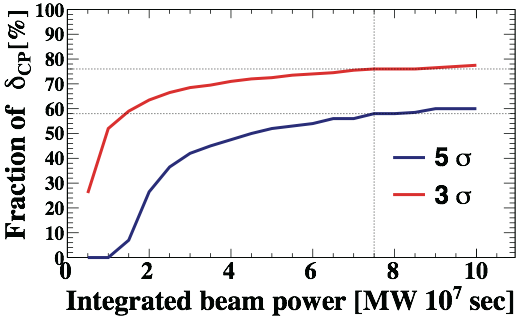 Fraction of δCP[%]
100
90
80
70
60
50
40
30
20
10
0
0 2 4 6 8 10
5 σ
3 σ
Integrated beam power [MW 10⁷ sec]